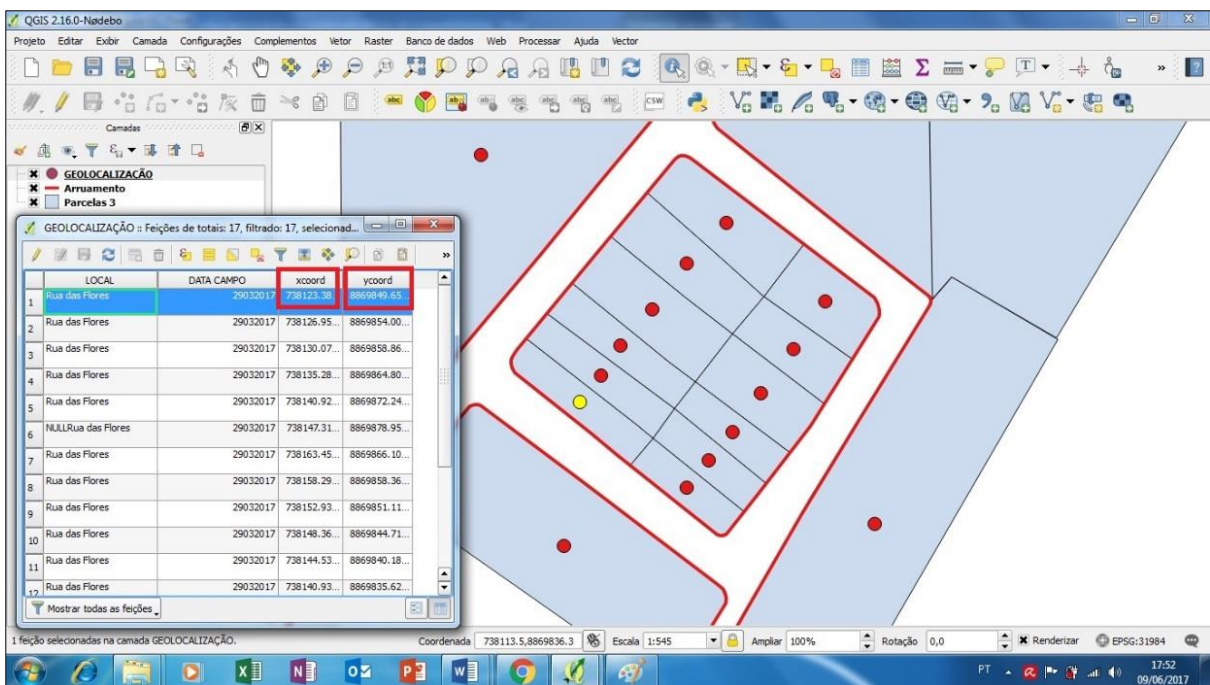 QGIS 2.16.0-Nødebo
Projeto Editar Exibir Camada Configurações Complementos Vetor Raster Banco de dados Web Processar Ajuda Vector
Camadas
GEOLOCALIZAÇÃO
Arruamento
Parcelas 3
GEOLOCALIZAÇÃO :: Feições de totais: 17, filtrado: 17, selecionad...
LOCAL DATA CAMPO xcoord ycoord
1 Rua das Flores 29032017 738123.38... 8869849.65...
2 Rua das Flores 29032017 738126.95... 8869854.00...
3 Rua das Flores 29032017 738130.07... 8869858.86...
4 Rua das Flores 29032017 738135.28... 8869864.80...
5 Rua das Flores 29032017 738140.92... 8869872.24...
6 NULLRua das Flores 29032017 738147.31... 8869878.95...
7 Rua das Flores 29032017 738163.45... 8869866.10...
8 Rua das Flores 29032017 738158.29... 8869858.36...
9 Rua das Flores 29032017 738152.93... 8869851.11...
10 Rua das Flores 29032017 738148.36... 8869844.71...
11 Rua das Flores 29032017 738144.53... 8869840.18...
12 Rua das Flores 29032017 738140.93... 8869835.62...
Mostrar todas as feições
1 feição selecionadas na camada GEOLOCALIZAÇÃO. Coordenada 738113.5,8869836.3 Escala 1:545 Ampliar 100% Rotação 0,0 Renderizar EPSG:31984
PT 17:52
09/06/2017